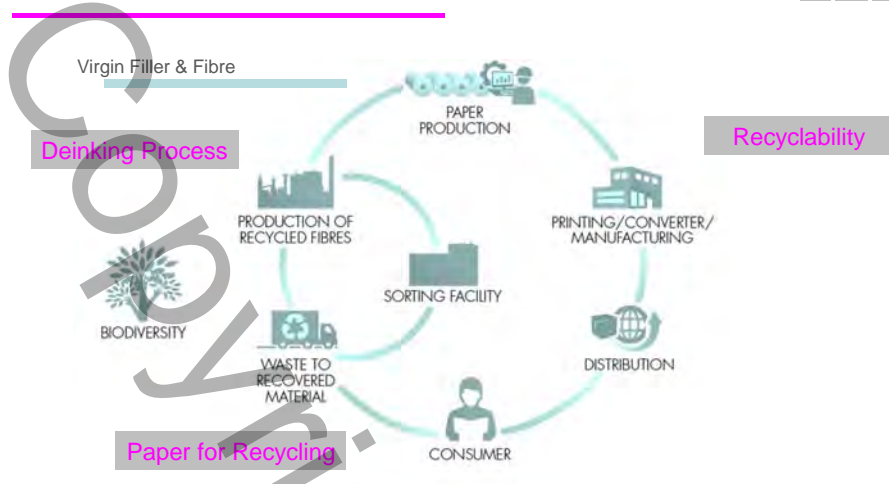 Virgin Filler & Fibre
PAPER
PRODUCTION
Deinking Process
Recyclability
PRODUCTION OF
RECYCLED FIBRES
PRINTING/CONVERTER/
MANUFACTURING
SORTING FACILITY
BIODIVERSITY
WASTE TO
RECOVERED
MATERIAL
DISTRIBUTION
Paper for Recycling
CONSUMER
Copyri